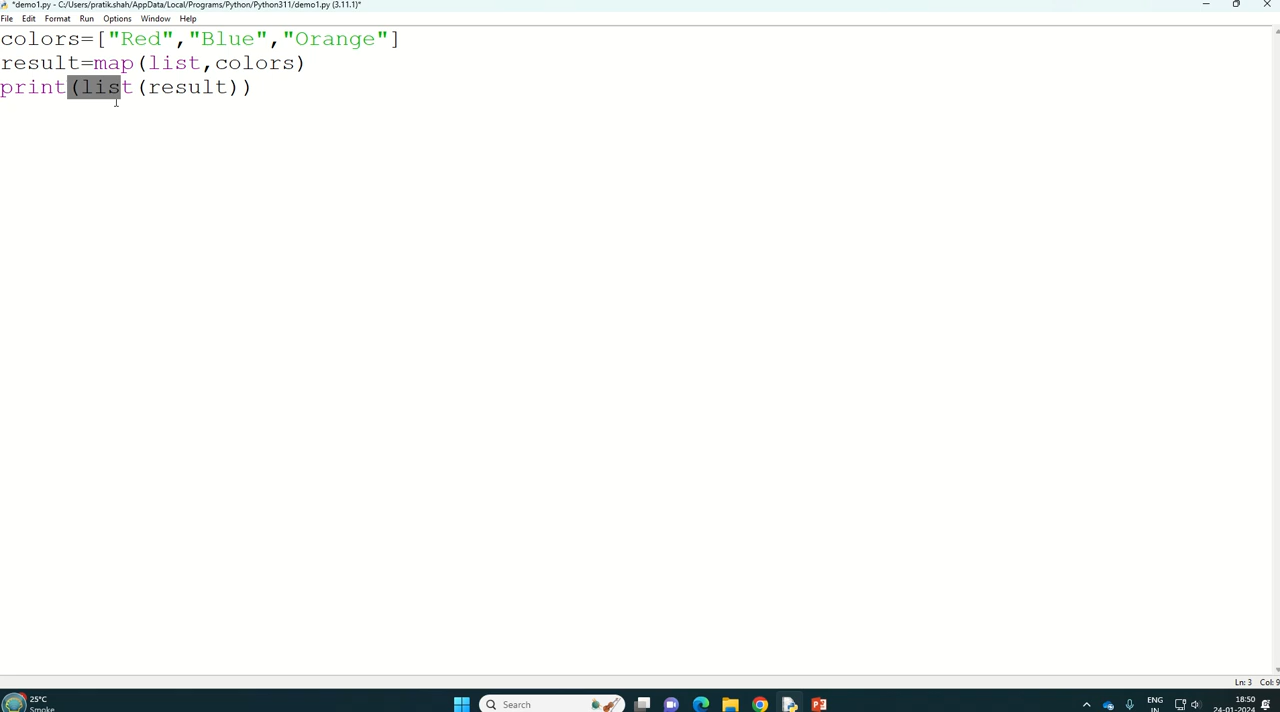 *demo1.py - C:/Users/pratik.shah/AppData/Local/Programs/Python/Python311/demo1.py (3.11.1)*
File Edit Format Run Options Window Help
colors=["Red","Blue","Orange"]
result=map(list,colors)
print(list(result))
Ln: 3 Col: 9
25°C
Smoke
Search
ENG
IN
18:50
24-01-2024